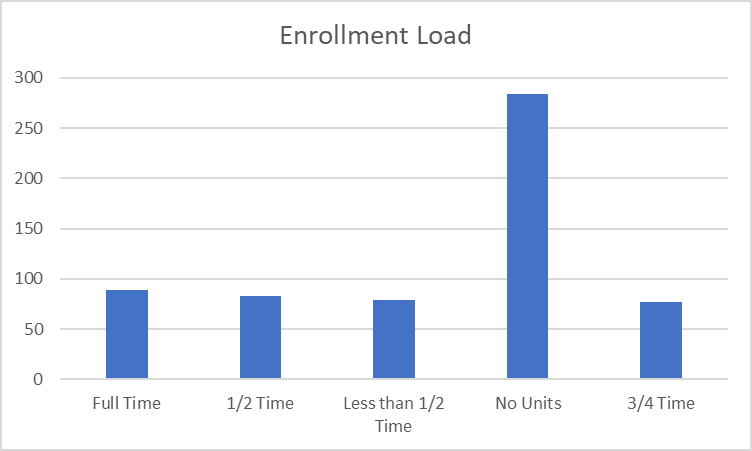 Enrollment Load
300
250
200
150
100
50
0
Full Time
1/2 Time
Less than 1/2
Time
No Units
3/4 Time